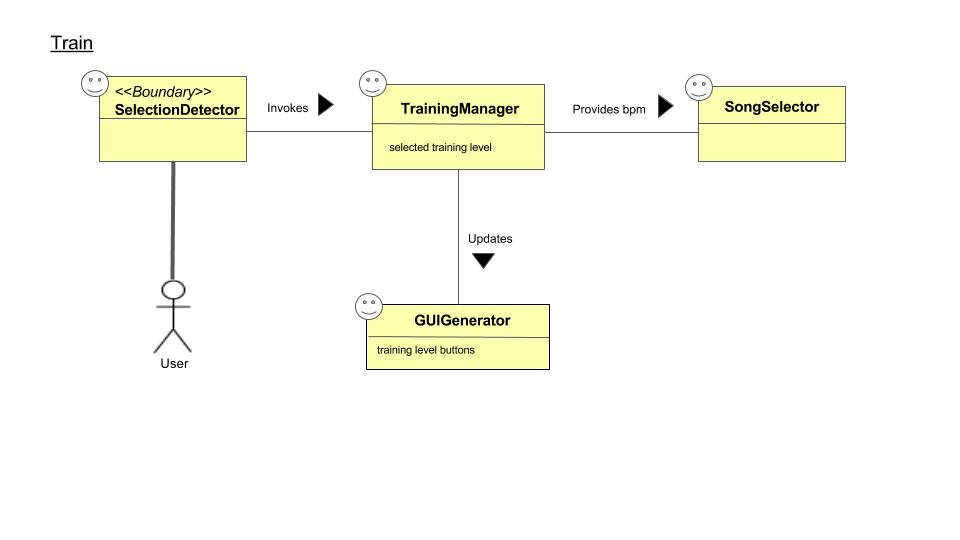 Train
<<Boundary>>
SelectionDetector
Invokes
TrainingManager
selected training level
Provides bpm
SongSelector
Updates
GUIGenerator
training level buttons
User